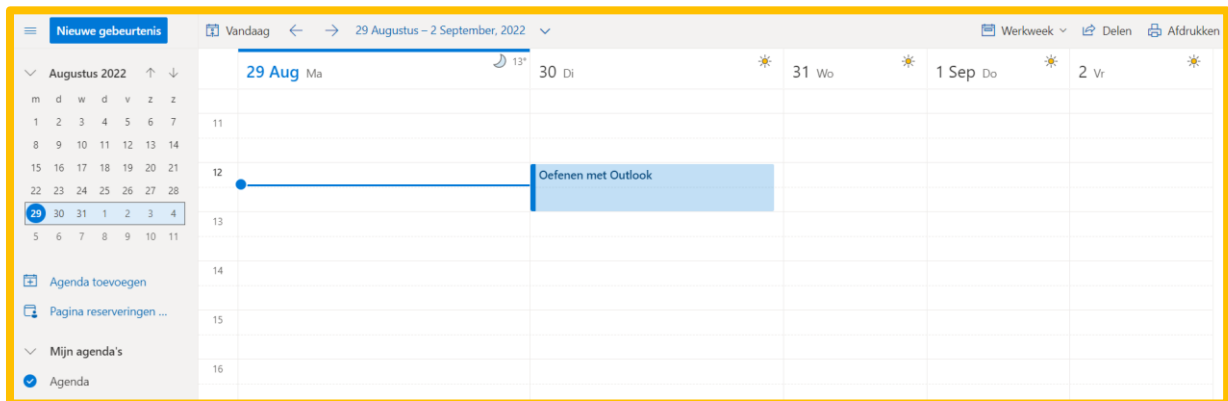 Nieuwe gebeurtenis
Vandaag 29 Augustus – 2 September, 2022 Werkweek Delen Afdrukken
Augustus 2022
m d w d v z z
1 2 3 4 5 6 7
8 9 10 11 12 13 14
15 16 17 18 19 20 21
22 23 24 25 26 27 28
29 30 31 1 2 3 4
5 6 7 8 9 10 11
Agenda toevoegen
Pagina reserveringen ...
Mijn agenda's
Agenda
29 Aug Ma 13° 30 Di 31 Wo 1 Sep Do 2 Vr
11
12 Oefenen met Outlook
13
14
15
16